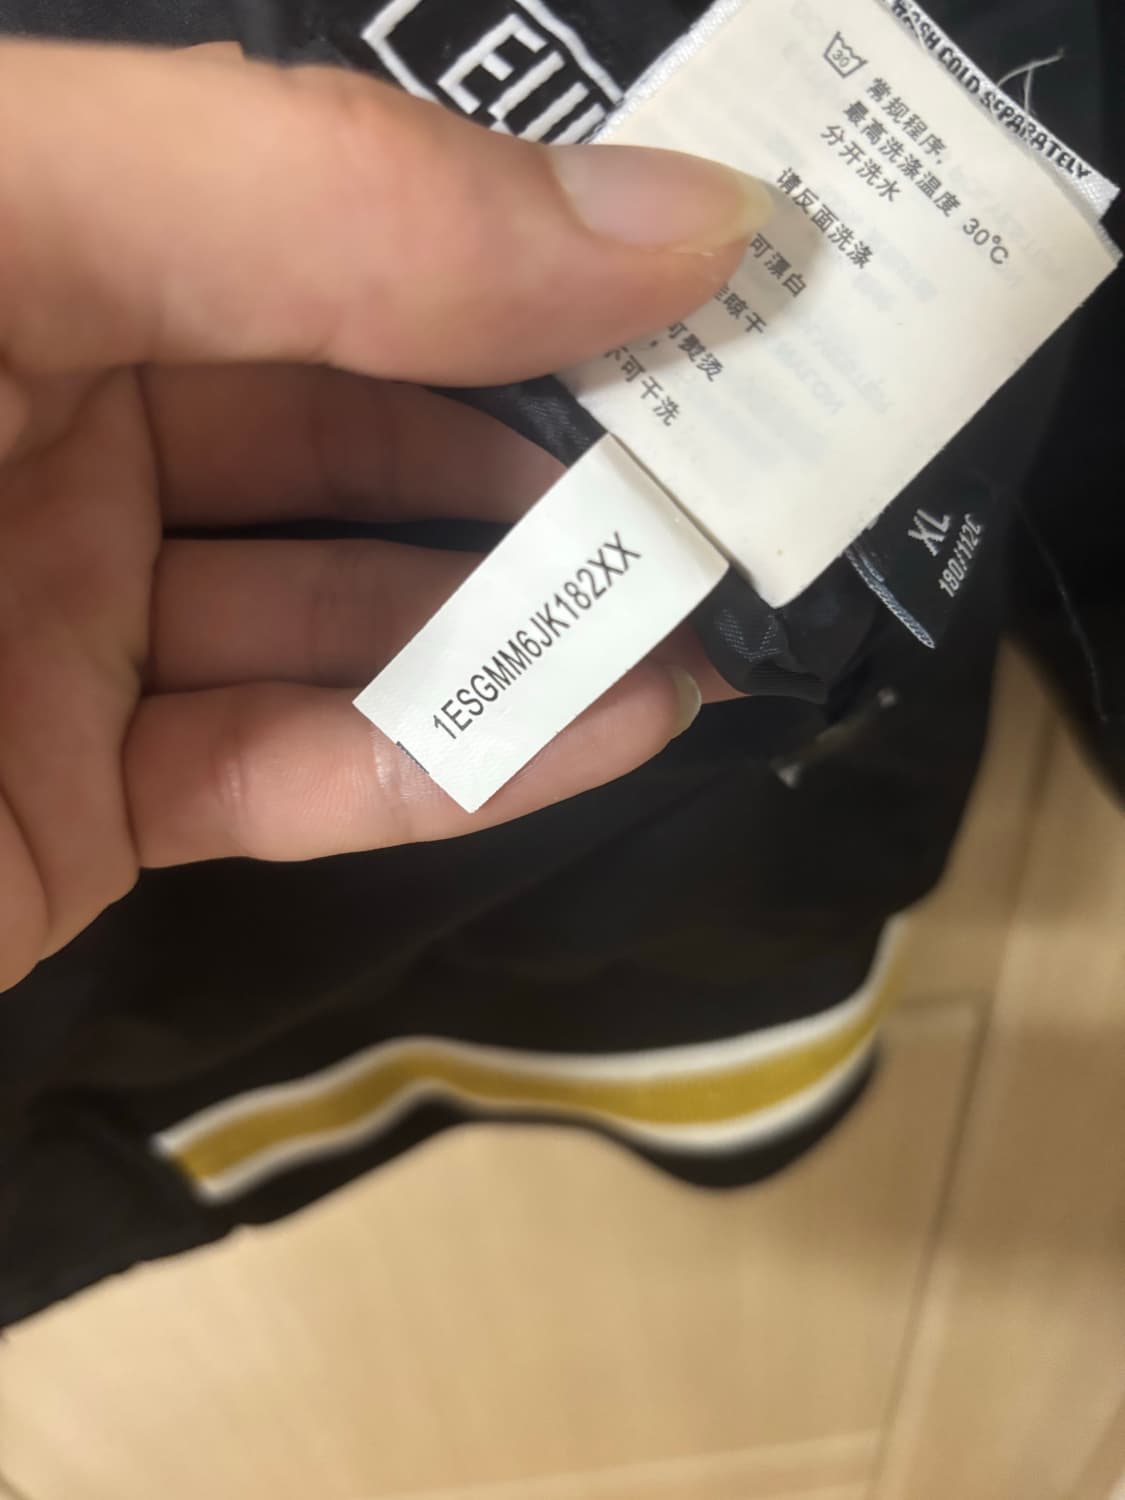 WASH COLD SEPARATELY
30
常规程序,
最高洗涤温度 30℃
分开洗水
请反面洗涤
可漂白
晾干
可熨烫
不可干洗
XL
180/112C
1ESGMM6JK182XX